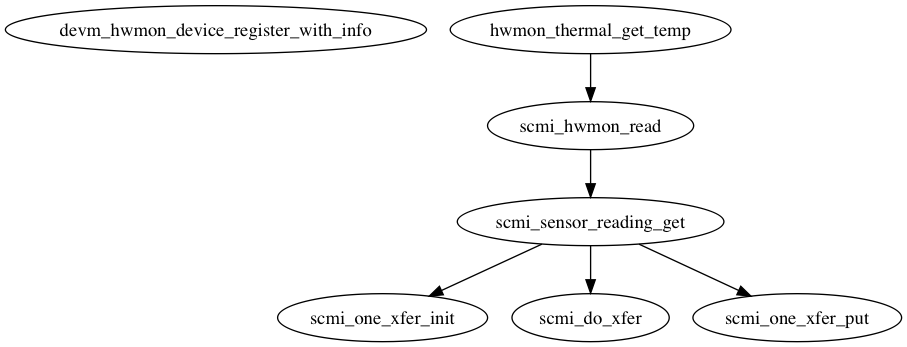 devm_hwmon_device_register_with_info
hwmon_thermal_get_temp
scmi_hwmon_read
scmi_sensor_reading_get
scmi_one_xfer_init
scmi_do_xfer
scmi_one_xfer_put